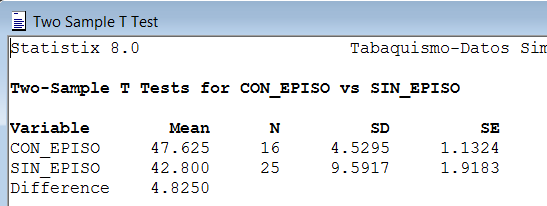 Two Sample T Test
Statistix 8.0 Tabaquismo-Datos Sim
Two-Sample T Tests for CON_EPISO vs SIN_EPISO
Variable Mean N SD SE
CON_EPISO 47.625 16 4.5295 1.1324
SIN_EPISO 42.800 25 9.5917 1.9183
Difference 4.8250